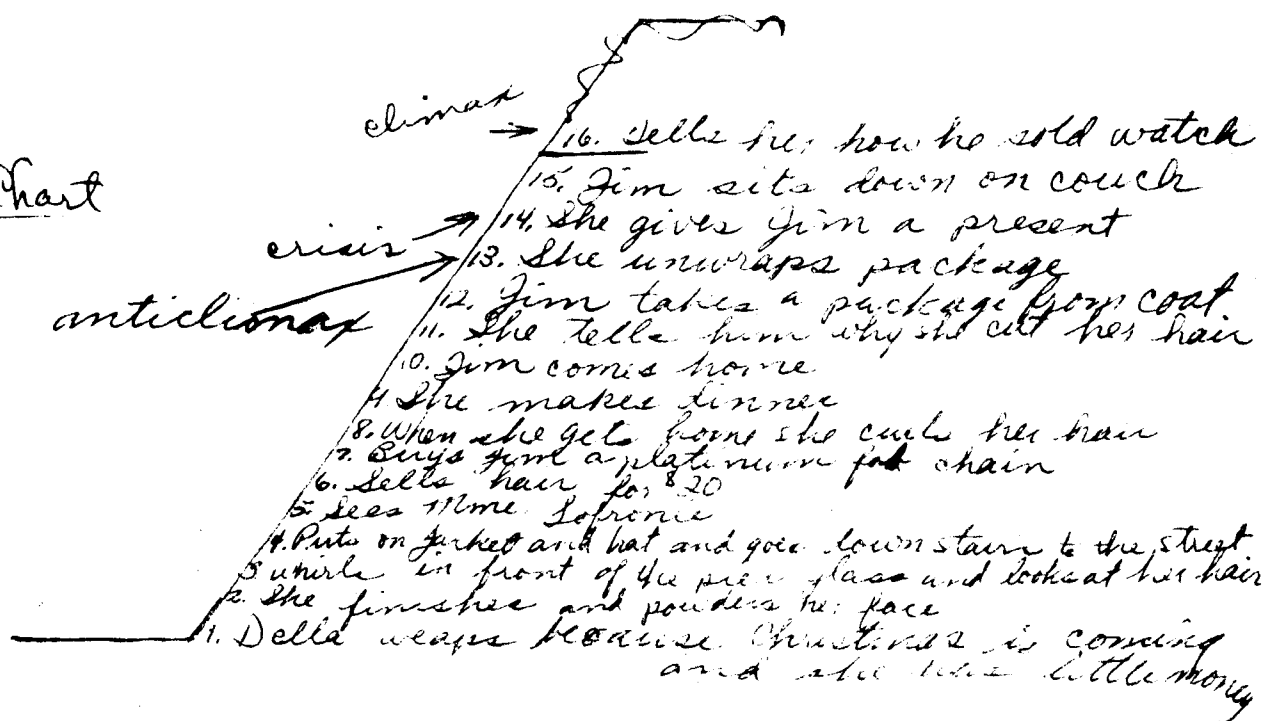 climax
16. Tells her how he sold watch
15. Jim sits down on couch
Chart
14. She gives Jim a present
crisis
13. She unwraps package
anticlimax
12. Jim takes a package from coat
11. She tells him why she cut her hair
10. Jim comes home
9. She makes dinner
8. When she gets home she curls her hair
7. Buys Jim a platinum fob chain
6. Sells hair for $20
5. Sees Mme. Sofronie
4. Puts on jacket and hat and goes down stairs to the street
3 whirls in front of the pier glass and looks at her hair
2. She finishes and powders her face
1. Della weaps because Christmas is coming
and she has little money